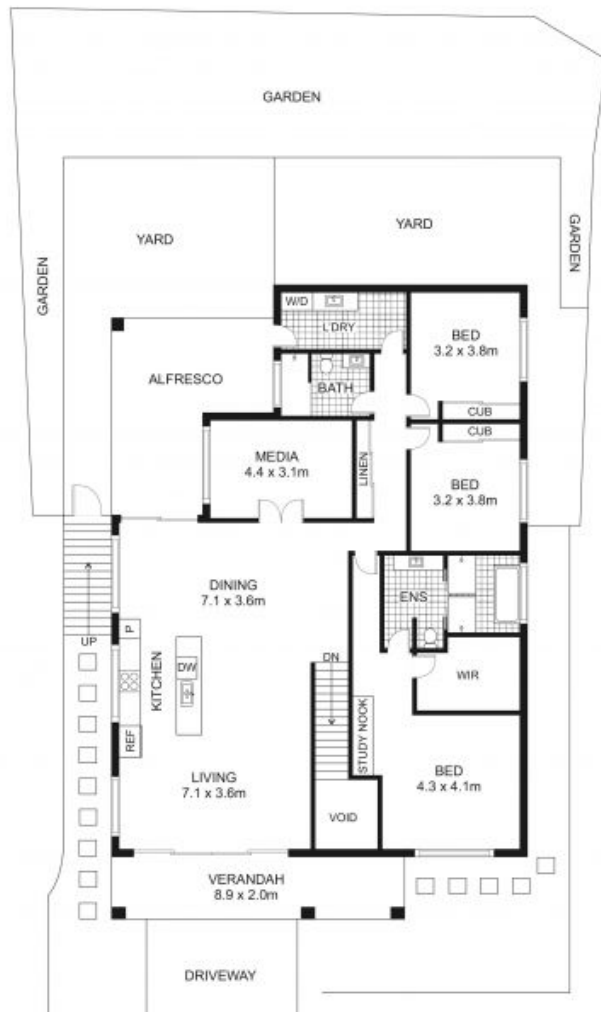 GARDEN
YARD
YARD
GARDEN
GARDEN
W/D
L'DRY
BED
3.2 x 3.8m
ALFRESCO
BATH
CUB
CUB
MEDIA
4.4 x 3.1m
LINEN
BED
3.2 x 3.8m
DINING
7.1 x 3.6m
ENS
UP
P
KITCHEN
DW
DN
WIR
REF
STUDY NOOK
LIVING
7.1 x 3.6m
BED
4.3 x 4.1m
VOID
VERANDAH
8.9 x 2.0m
DRIVEWAY